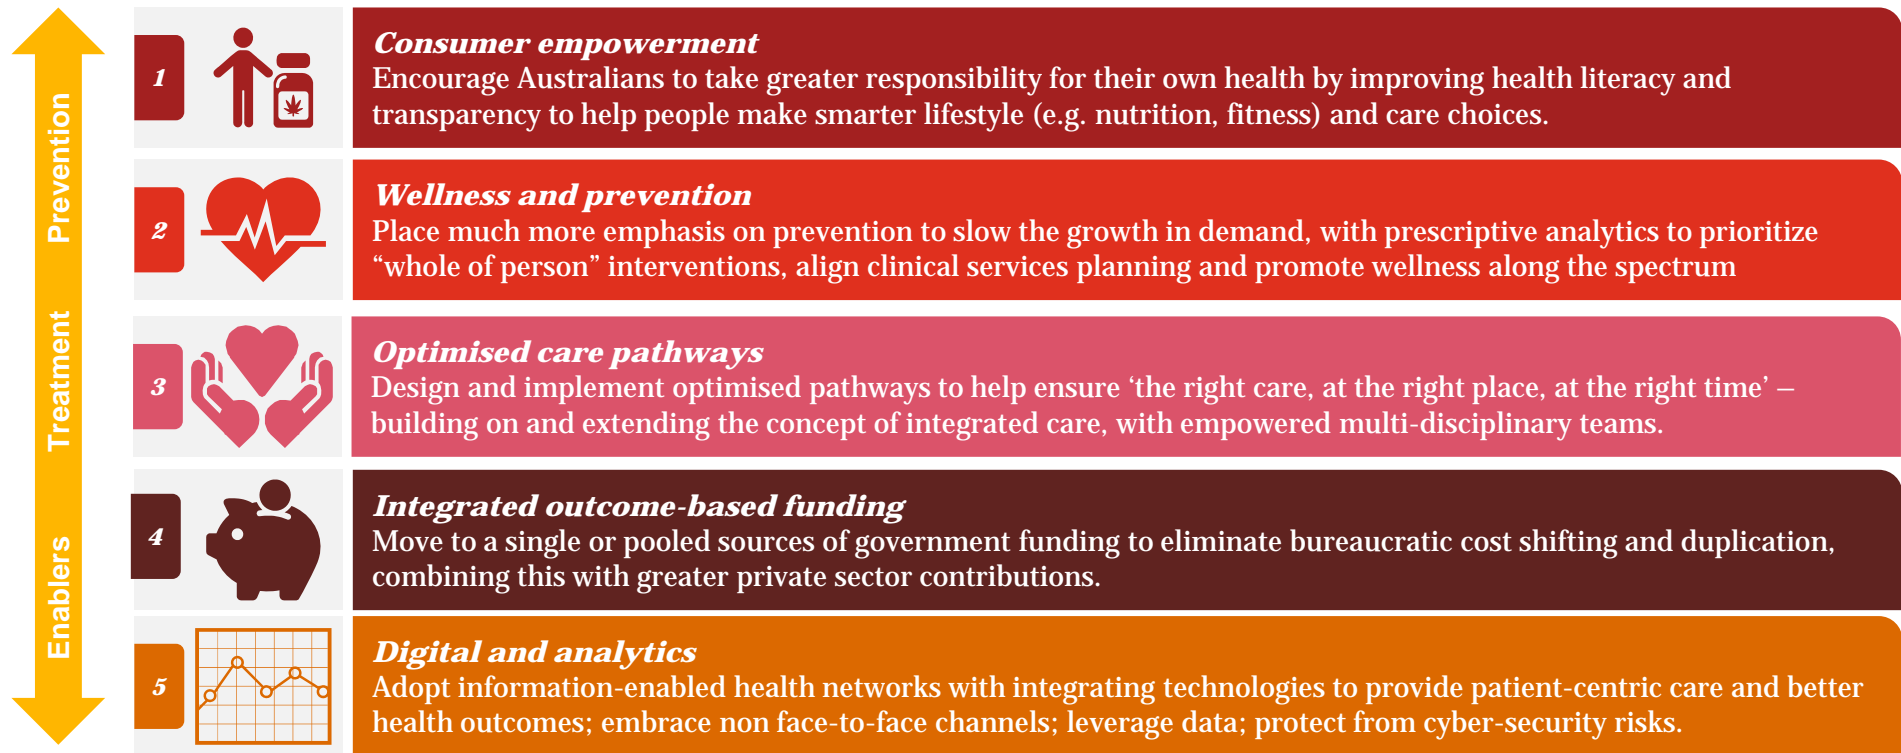 Prevention
Treatment
Enablers
1
Consumer empowerment
Encourage Australians to take greater responsibility for their own health by improving health literacy and
transparency to help people make smarter lifestyle (e.g. nutrition, fitness) and care choices.
2
Wellness and prevention
Place much more emphasis on prevention to slow the growth in demand, with prescriptive analytics to prioritize
“whole of person” interventions, align clinical services planning and promote wellness along the spectrum
3
Optimised care pathways
Design and implement optimised pathways to help ensure ‘the right care, at the right place, at the right time’ –
building on and extending the concept of integrated care, with empowered multi-disciplinary teams.
4
Integrated outcome-based funding
Move to a single or pooled sources of government funding to eliminate bureaucratic cost shifting and duplication,
combining this with greater private sector contributions.
5
Digital and analytics
Adopt information-enabled health networks with integrating technologies to provide patient-centric care and better
health outcomes; embrace non face-to-face channels; leverage data; protect from cyber-security risks.